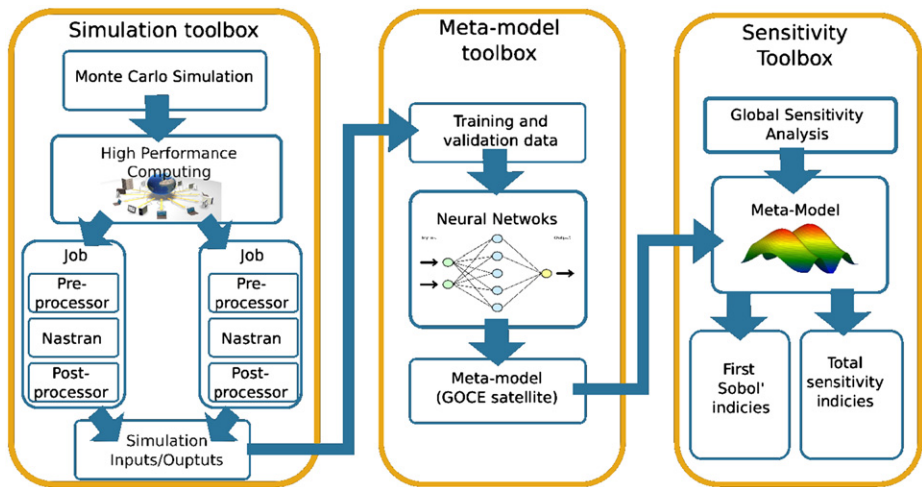 Simulation toolbox
Monte Carlo Simulation
High Performance
Computing
Job
Pre-
processor
Nastran
Post-
processor
Job
Pre-
processor
Nastran
Post-
processor
Simulation
Inputs/Ouptuts
Meta-model
toolbox
Training and
validation data
Neural Netwoks
Meta-model
(GOCE satellite)
Sensitivity
Toolbox
Global Sensitivity
Analysis
Meta-Model
First
Sobol'
indicies
Total
sensitivity
indicies